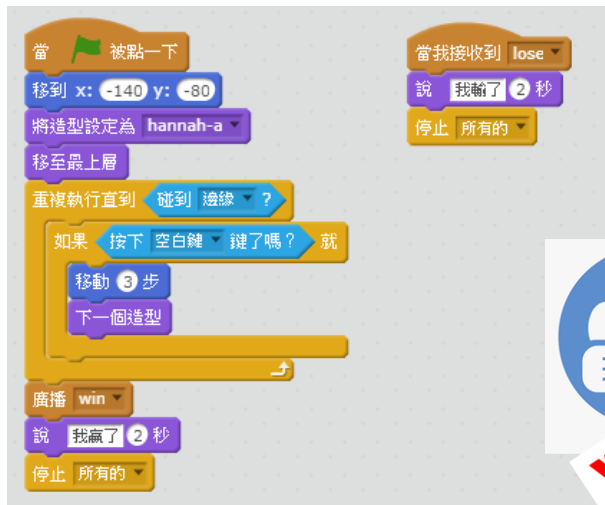 當 被點一下
移到 x: -140 y: -80
將造型設定為 hannah-a
移至最上層
重複執行直到 碰到 邊緣 ?
如果 按下 空白鍵 鍵了嗎? 就
移動 3 步
下一個造型
廣播 win
說 我贏了 2 秒
停止 所有的
當我接收到 lose
說 我輸了 2 秒
停止 所有的